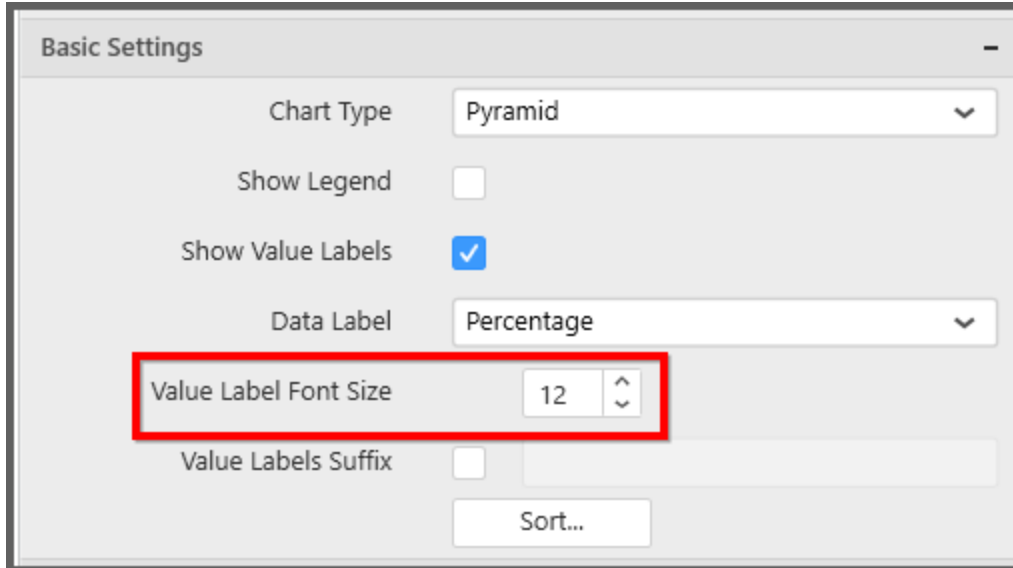 Basic Settings
Chart Type Pyramid
Show Legend
Show Value Labels
Data Label Percentage
Value Label Font Size 12
Value Labels Suffix
Sort...